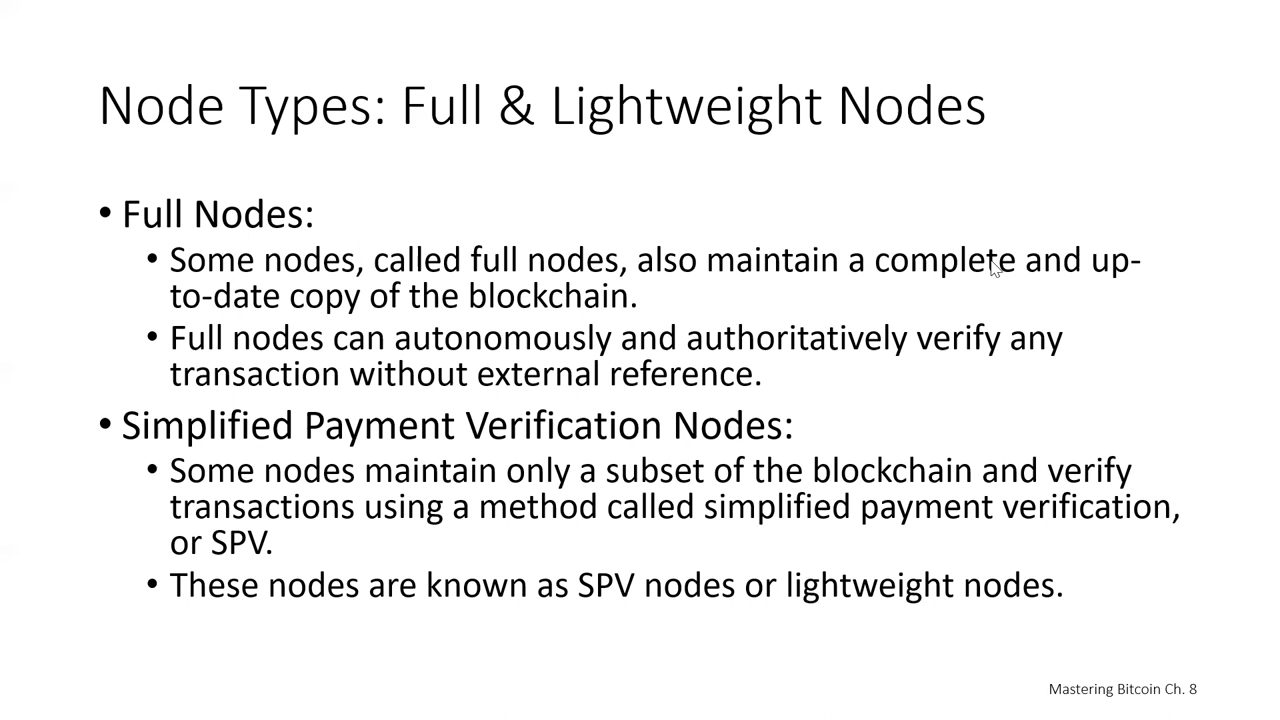 Node Types: Full & Lightweight Nodes
• Full Nodes:
• Some nodes, called full nodes, also maintain a complete and up-
to-date copy of the blockchain.
• Full nodes can autonomously and authoritatively verify any
transaction without external reference.
• Simplified Payment Verification Nodes:
• Some nodes maintain only a subset of the blockchain and verify
transactions using a method called simplified payment verification,
or SPV.
• These nodes are known as SPV nodes or lightweight nodes.
Mastering Bitcoin Ch. 8